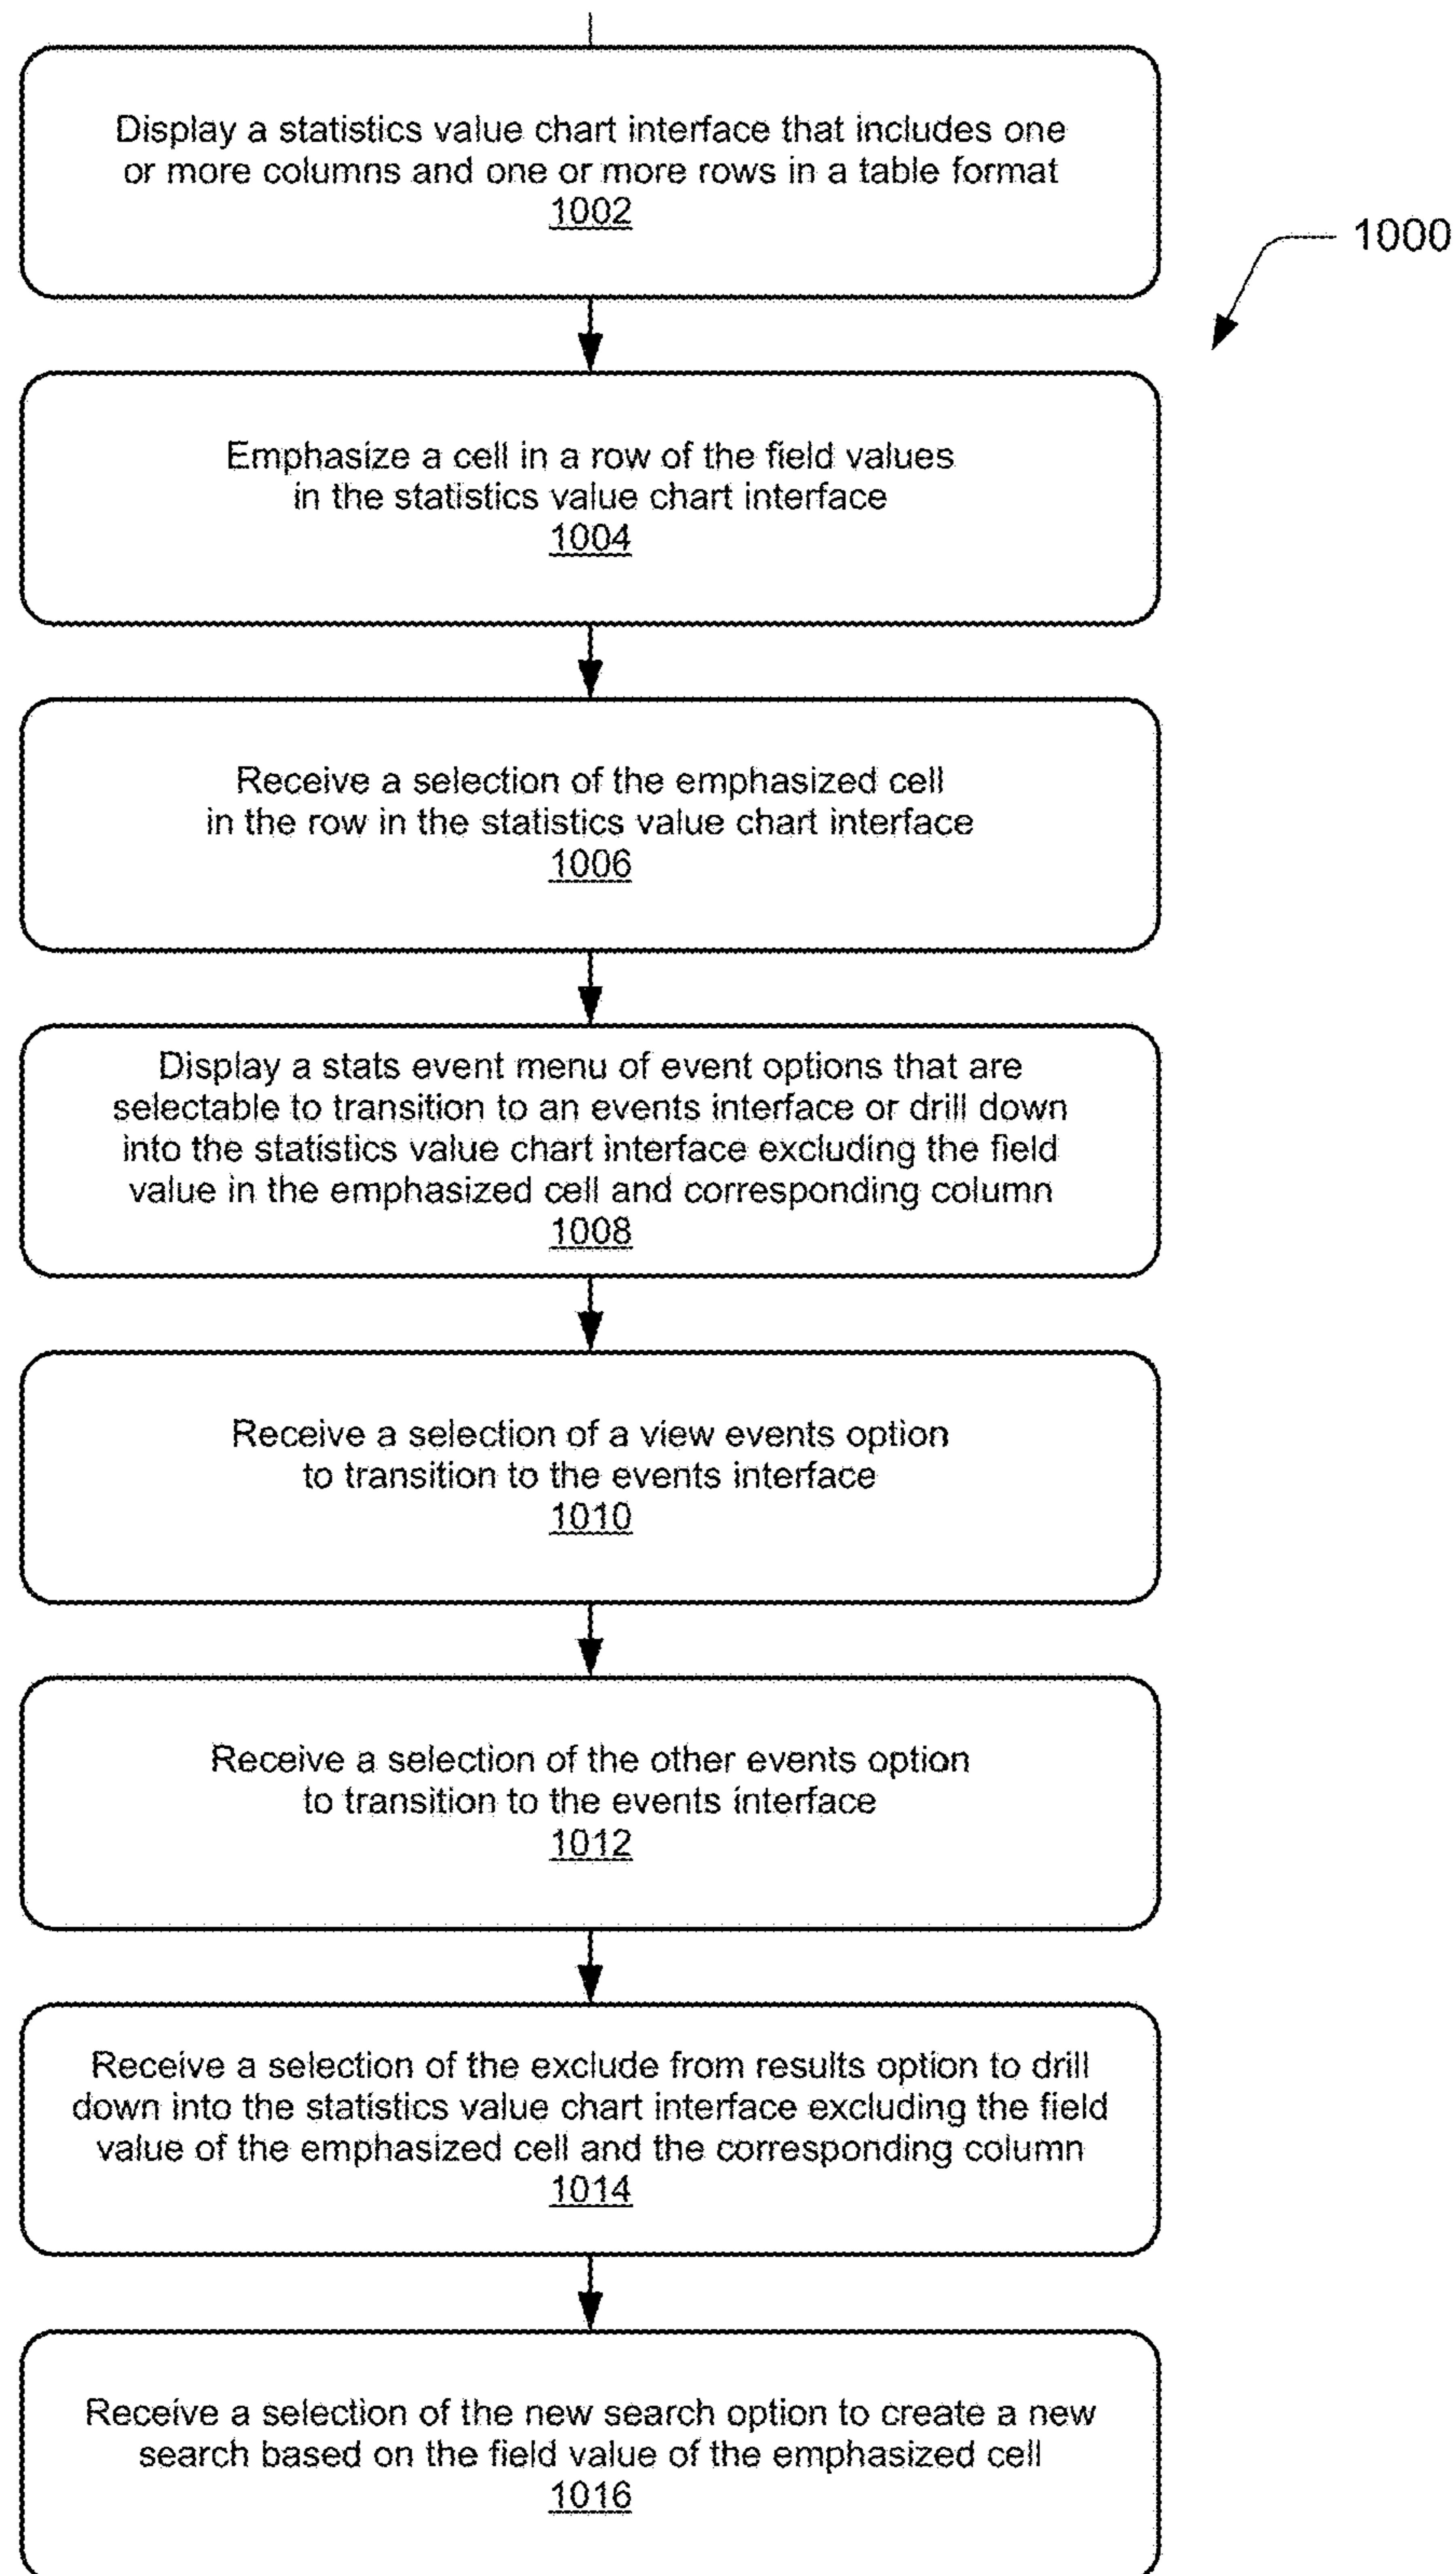 Display a statistics value chart interface that includes one
or more columns and one or more rows in a table format
1002
1000
Emphasize a cell in a row of the field values
in the statistics value chart interface
1004
Receive a selection of the emphasized cell
in the row in the statistics value chart interface
1006
Display a stats event menu of event options that are
selectable to transition to an events interface or drill down
into the statistics value chart interface excluding the field
value in the emphasized cell and corresponding column
1008
Receive a selection of a view events option
to transition to the events interface
1010
Receive a selection of the other events option
to transition to the events interface
1012
Receive a selection of the exclude from results option to drill
down into the statistics value chart interface excluding the field
value of the emphasized cell and the corresponding column
1014
Receive a selection of the new search option to create a new
search based on the field value of the emphasized cell
1016